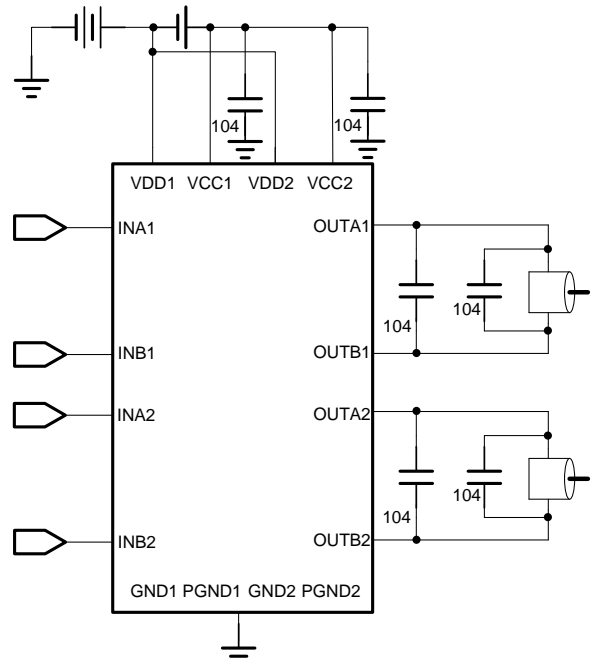 104
104
VDD1 VCC1 VDD2 VCC2
INA1
OUTA1
104
104
INB1
OUTB1
INA2
OUTA2
104
104
INB2
OUTB2
GND1 PGND1 GND2 PGND2